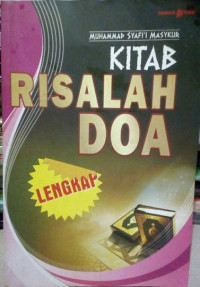 MUHAMMAD SYAFI'I MASYKUR
KITAB
RISALAH
DOA
LENGKAP